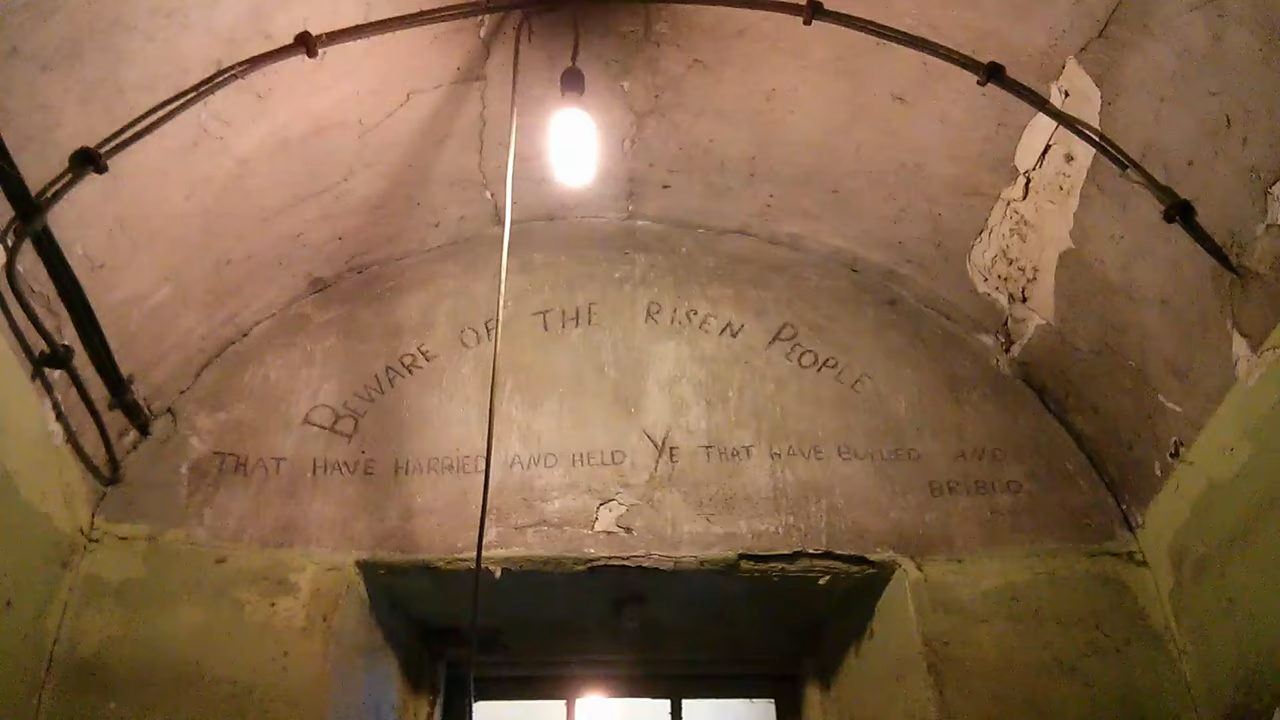 BEWARE OF THE RISEN PEOPLE
THAT HAVE HARRIED AND HELD YE THAT HAVE BULLIED AND
BRIBED